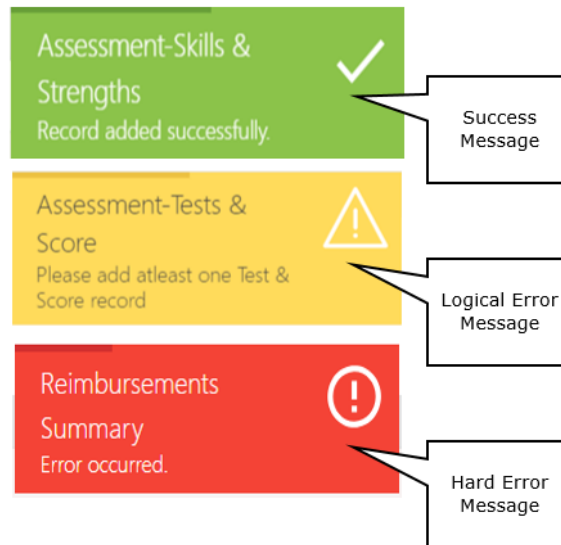 Assessment-Skills &
Strengths
Record added successfully.
Success
Message
Assessment-Tests &
Score
Please add atleast one Test &
Score record
Logical Error
Message
Reimbursements
Summary
Error occurred.
Hard Error
Message